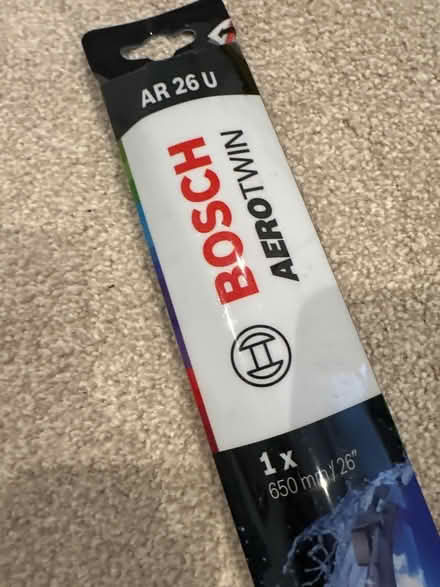 AR 26 U
BOSCH
AEROTWIN
1 x
650 mm / 26"